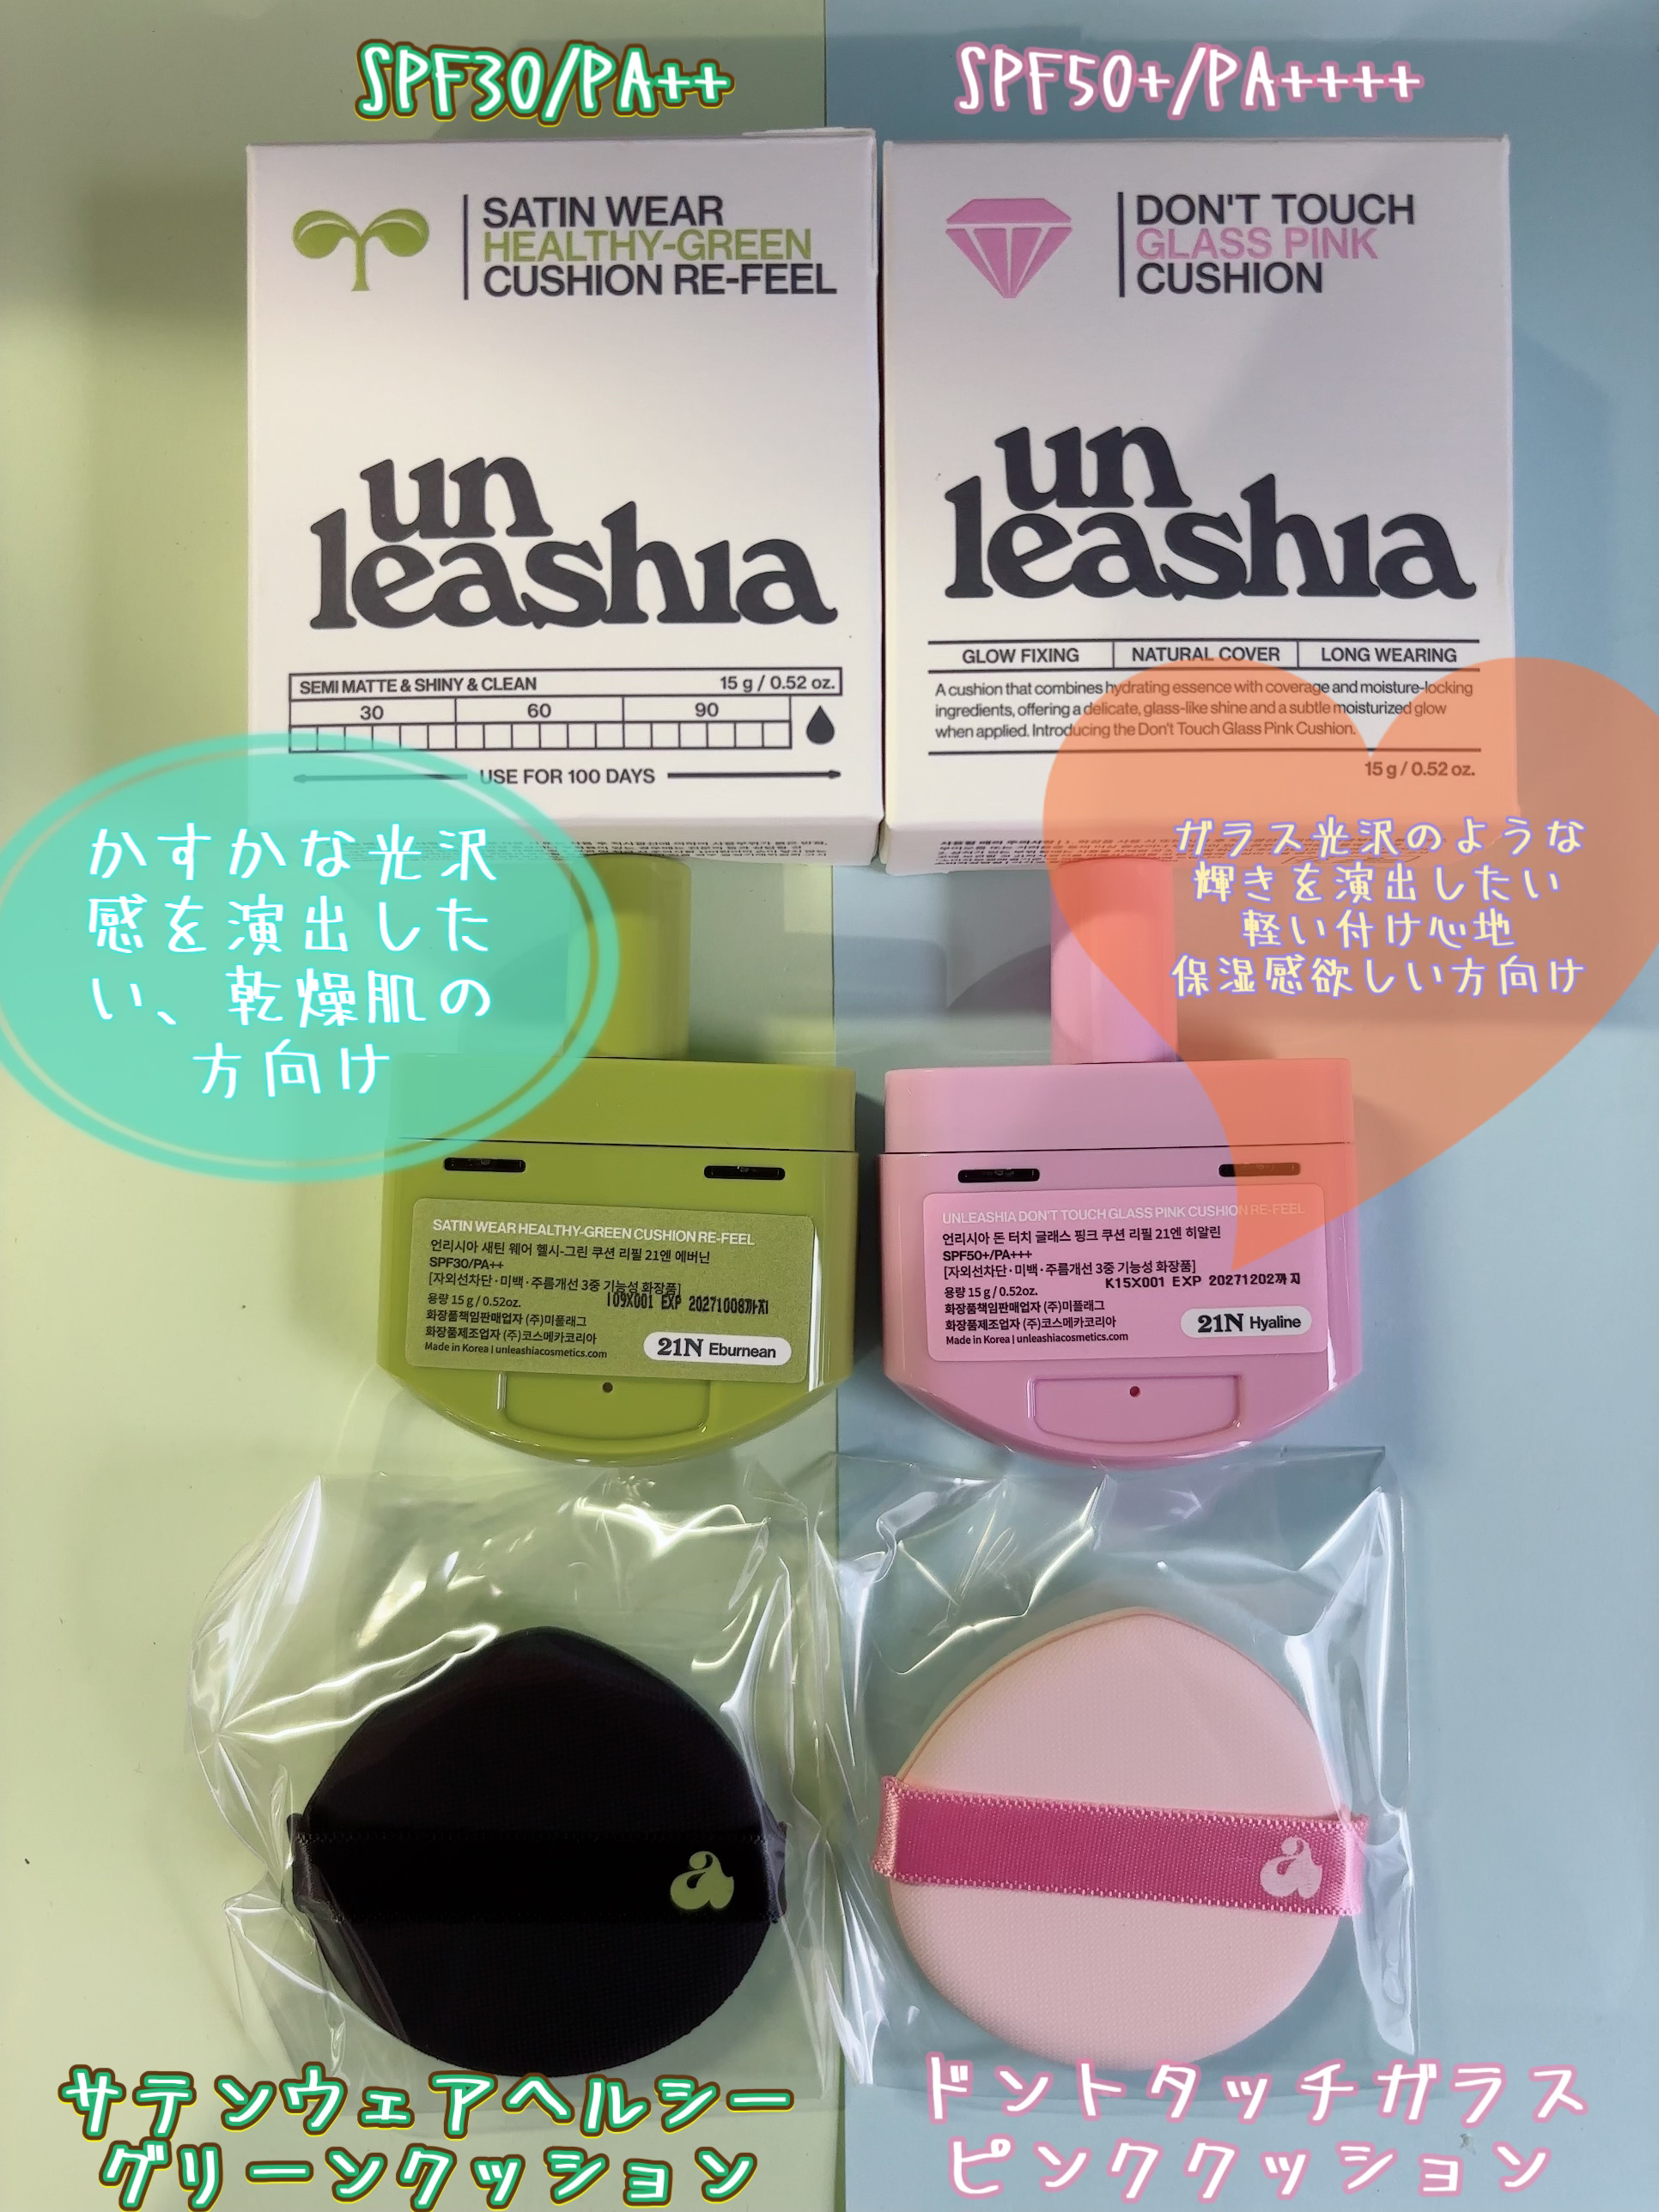 SPF30/PA++
SPF50+/PA++++
SATIN WEAR
HEALTHY-GREEN
CUSHION RE-FEEL
un
leashia
SEMI MATTE & SHINY & CLEAN
15 g / 0.52 oz.
30
60
90
USE FOR 100 DAYS
DON'T TOUCH
GLASS PINK
CUSHION
un
leashia
GLOW FIXING
NATURAL COVER
LONG WEARING
A cushion that combines hydrating essence with coverage and moisture-locking
ingredients, offering a delicate, glass-like shine and a subtle moisturized glow
when applied. Introducing the Don't Touch Glass Pink Cushion.
15 g / 0.52 oz.
かすかな光沢
感を演出した
い、乾燥肌の
方向け
ガラス光沢のような
輝きを演出したい
軽い付け心地
保湿感欲しい方向け
SATIN WEAR HEALTHY-GREEN CUSHION RE-FEEL
언리시아 새틴 웨어 헬시-그린 쿠션 리필 21엔 에버닌
SPF30/PA++
[자외선차단·미백·주름개선 3중 기능성 화장품]
용량 15 g / 0.52oz.
I09X001 EXP 20271008까지
화장품책임판매업자 (주)미플래그
화장품제조업자 (주)코스메카코리아
Made in Korea | unleashiacosmetics.com
21N Eburnean
UNLEASHIA DON'T TOUCH GLASS PINK CUSHION RE-FEEL
언리시아 돈 터치 글래스 핑크 쿠션 리필 21엔 히알린
SPF50+/PA+++
[자외선차단·미백·주름개선 3중 기능성 화장품]
용량 15 g / 0.52oz.
K15X001 EXP 20271202까지
화장품책임판매업자 (주)미플래그
화장품제조업자 (주)코스메카코리아
Made in Korea | unleashiacosmetics.com
21N Hyaline
a
a
サテンウェアヘルシー
グリーンクッション
ドントタッチガラス
ピンククッション